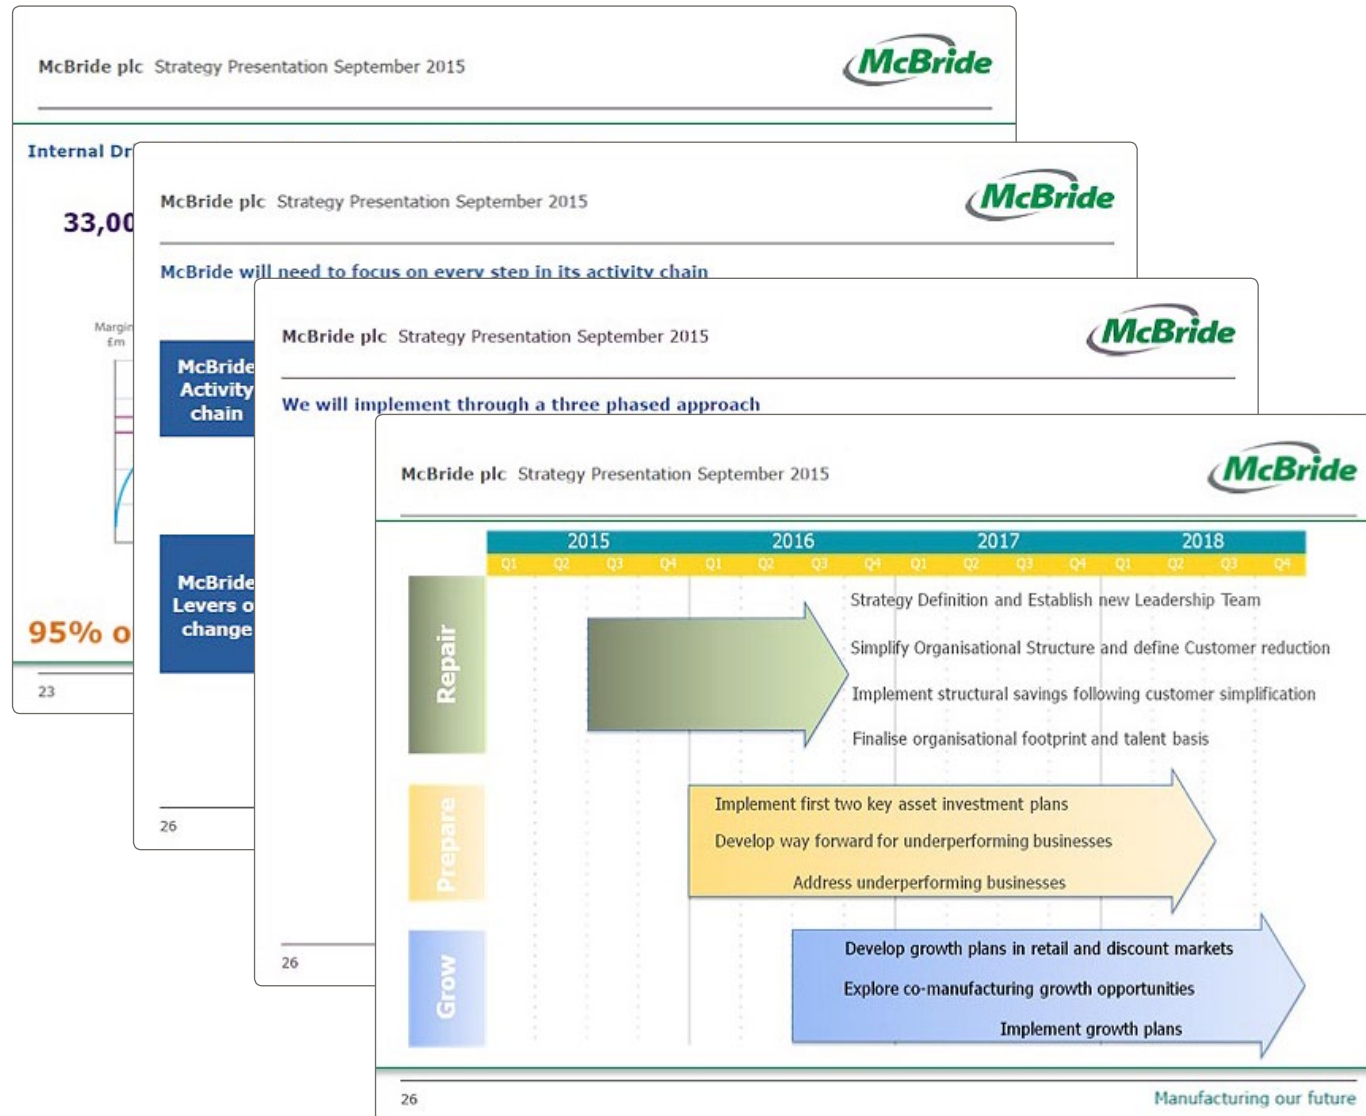 McBride plc Strategy Presentation September 2015
McBride
Internal
33,00
Margin
£m
95%
23
McBride plc Strategy Presentation September 2015
McBride
McBride will need to focus on every step in its activity chain
McBride
Activity
chain
McBride
Levers
change
26
McBride plc Strategy Presentation September 2015
McBride
We will implement through a three phased approach
26
McBride plc Strategy Presentation September 2015
McBride
2015 2016 2017 2018
Q1 Q2 Q3 Q4 Q1 Q2 Q3 Q4 Q1 Q2 Q3 Q4 Q1 Q2 Q3 Q4
Repair
Strategy Definition and Establish new Leadership Team
Simplify Organisational Structure and define Customer reduction
Implement structural savings following customer simplification
Finalise organisational footprint and talent basis
Prepare
Implement first two key asset investment plans
Develop way forward for underperforming businesses
Address underperforming businesses
Grow
Develop growth plans in retail and discount markets
Explore co-manufacturing growth opportunities
Implement growth plans
26
Manufacturing our future